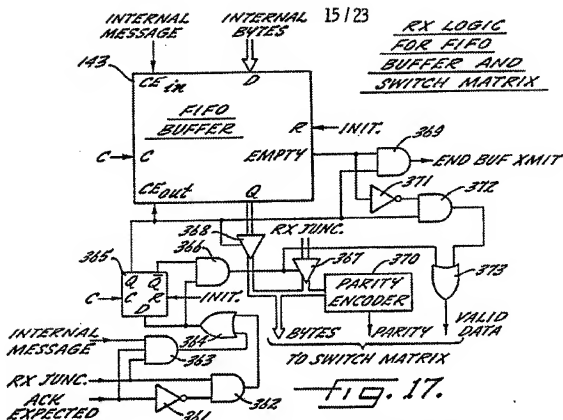 15/23
INTERNAL MESSAGE
INTERNAL BYTES
RX LOGIC
FOR FIFO
BUFFER AND
SWITCH MATRIX
143
CE in
D
FIFO
BUFFER
R
INIT.
369
C
C
EMPTY
END BUF XMIT
371
372
CE out
Q
368
RX JUNC.
366
367
370
365
Q
Q̅
PARITY
ENCODER
373
C
C
R
INIT.
D
364
INTERNAL
MESSAGE
363
BYTES
PARITY
VALID
DATA
TO SWITCH MATRIX
RX JUNC.
ACK
EXPECTED
361
362
Fig. 17.